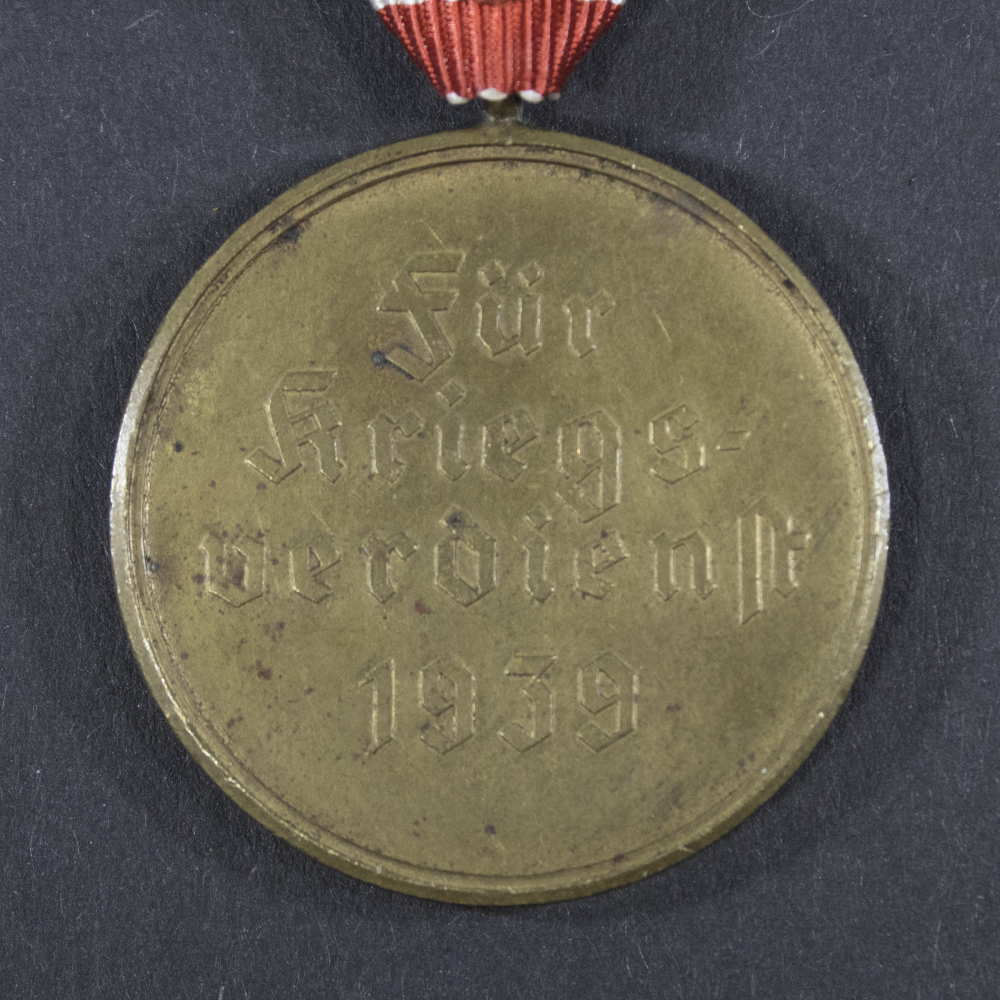 Für
Kriegs-
verdienst
1939